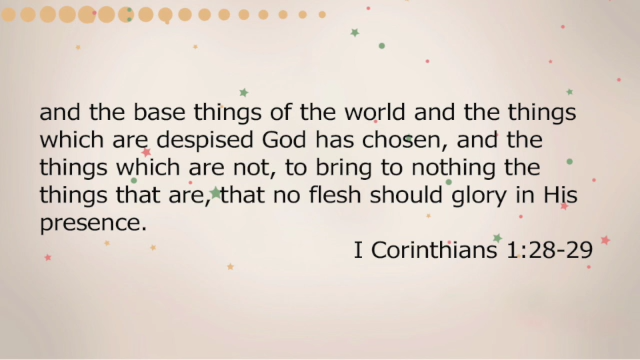 and the base things of the world and the things
which are despised God has chosen, and the
things which are not, to bring to nothing the
things that are, that no flesh should glory in His
presence.
I Corinthians 1:28-29